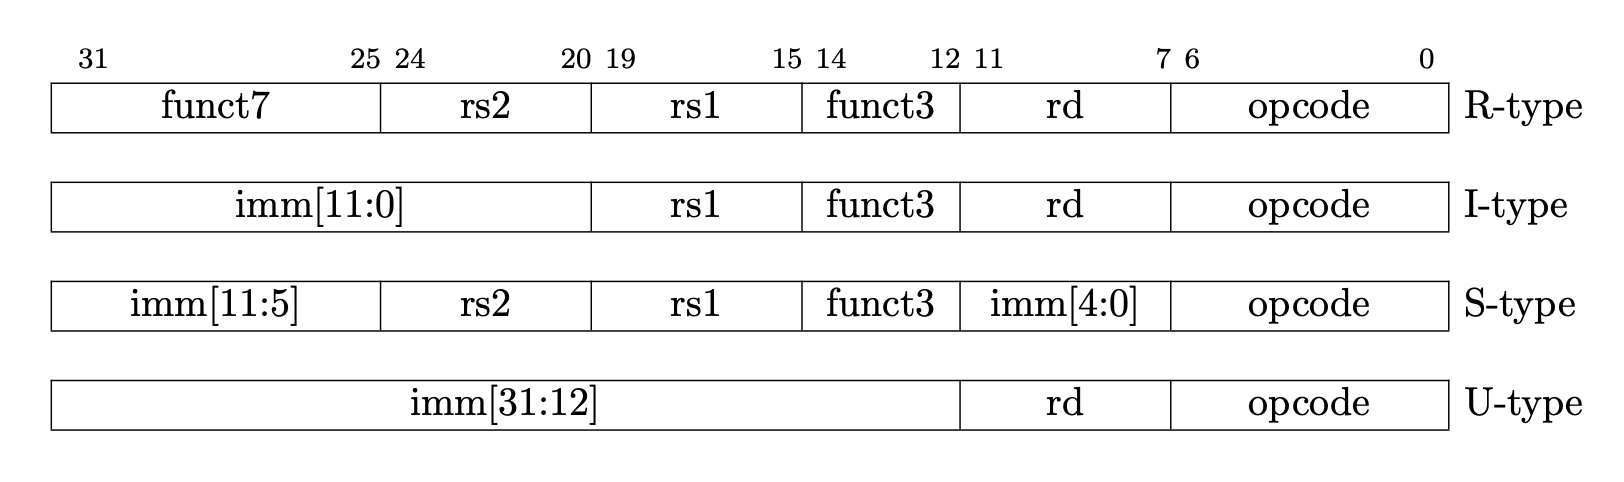 31 25 24 20 19 15 14 12 11 7 6 0
funct7 rs2 rs1 funct3 rd opcode R-type
imm[11:0] rs1 funct3 rd opcode I-type
imm[11:5] rs2 rs1 funct3 imm[4:0] opcode S-type
imm[31:12] rd opcode U-type